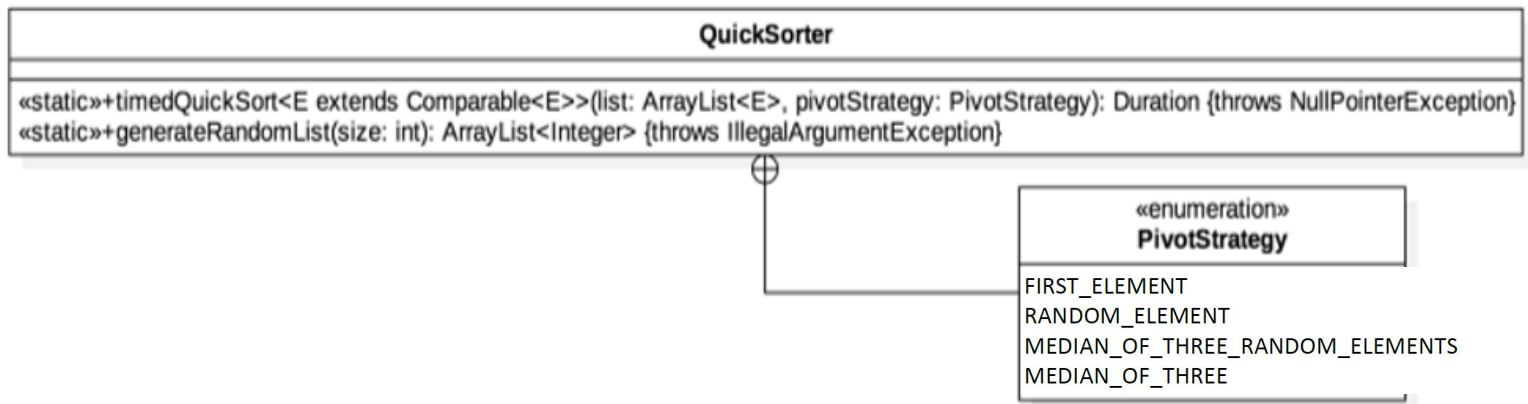 QuickSorter
«static»+timedQuickSort<E extends Comparable<E>>(list: ArrayList<E>, pivotStrategy: PivotStrategy): Duration {throws NullPointerException}
«static»+generateRandomList(size: int): ArrayList<Integer> {throws IllegalArgumentException}
«enumeration»
PivotStrategy
FIRST_ELEMENT
RANDOM_ELEMENT
MEDIAN_OF_THREE_RANDOM_ELEMENTS
MEDIAN_OF_THREE